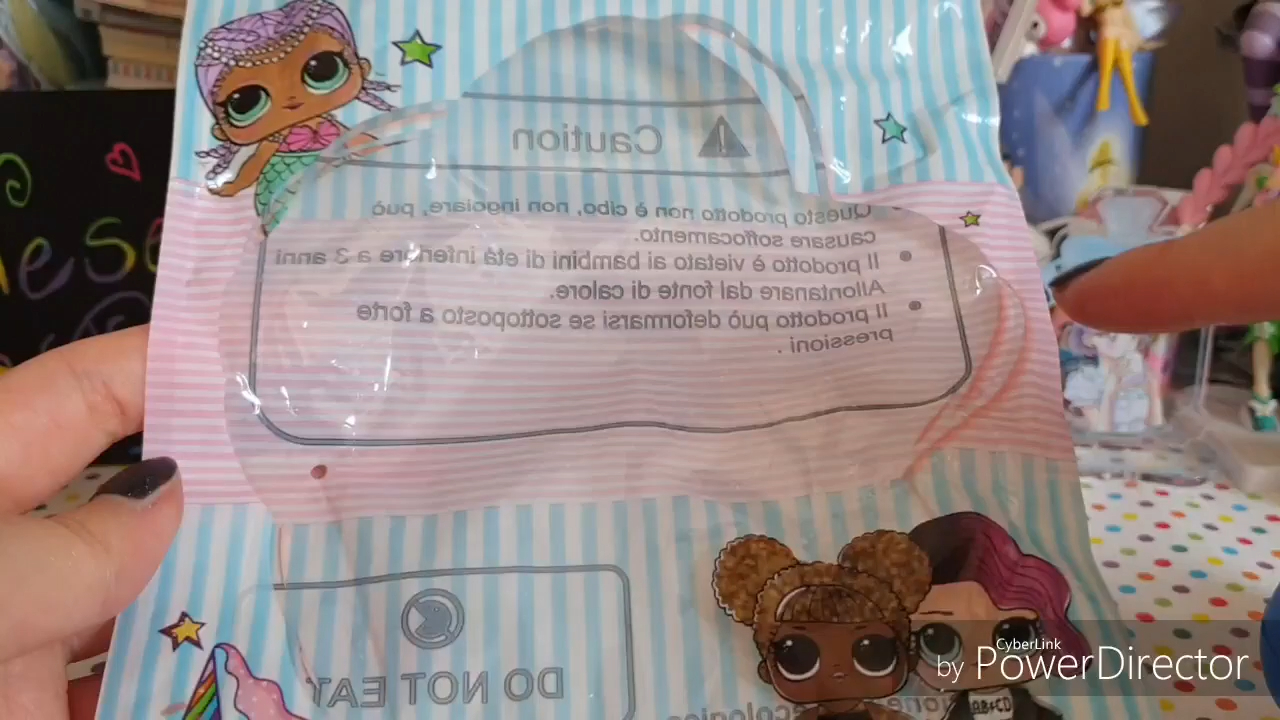 Caution
Questo prodotto non è cibo, non ingoiare, può
causare soffocamento.
Il prodotto è vietato ai bambini di età inferiore a 3 anni
Allontanare dal fonte di calore.
Il prodotto può deformarsi se sottoposto a forte
pressioni .
DO NOT EAT
CyberLink
by PowerDirector